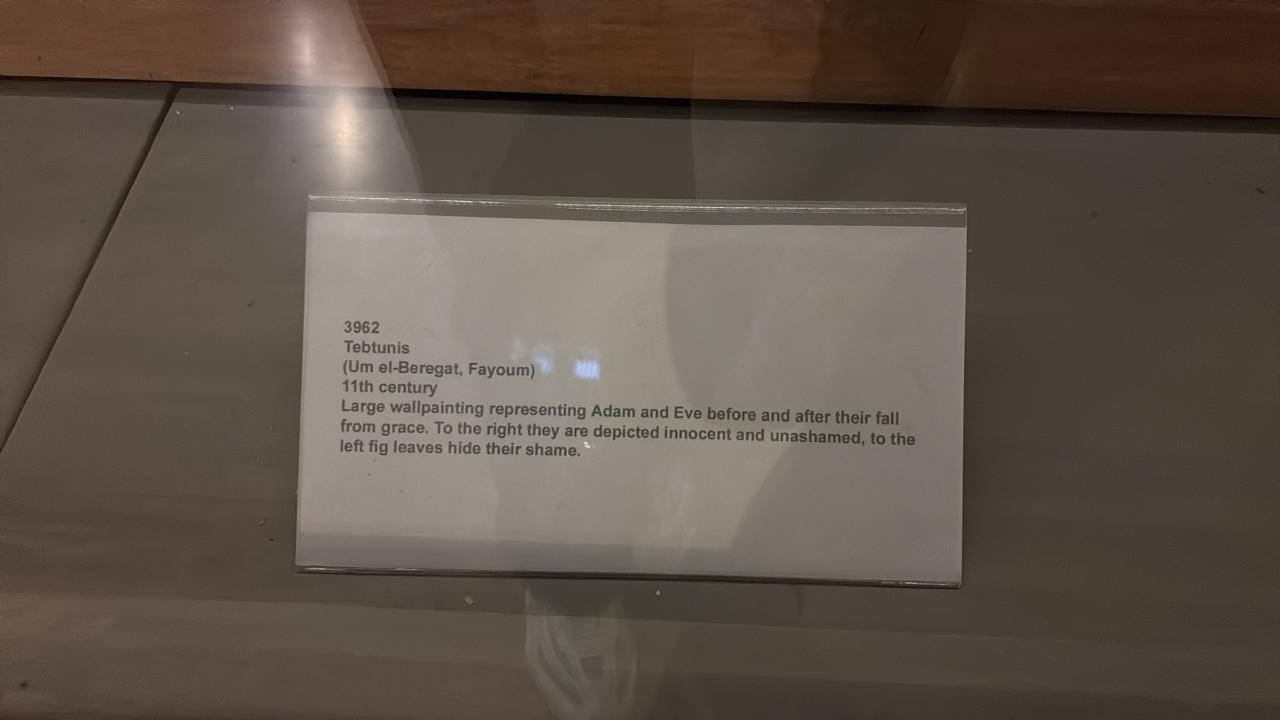 3962
Tebtunis
(Um el-Beregat, Fayoum)
11th century
Large wallpainting representing Adam and Eve before and after their fall
from grace. To the right they are depicted innocent and unashamed, to the
left fig leaves hide their shame.